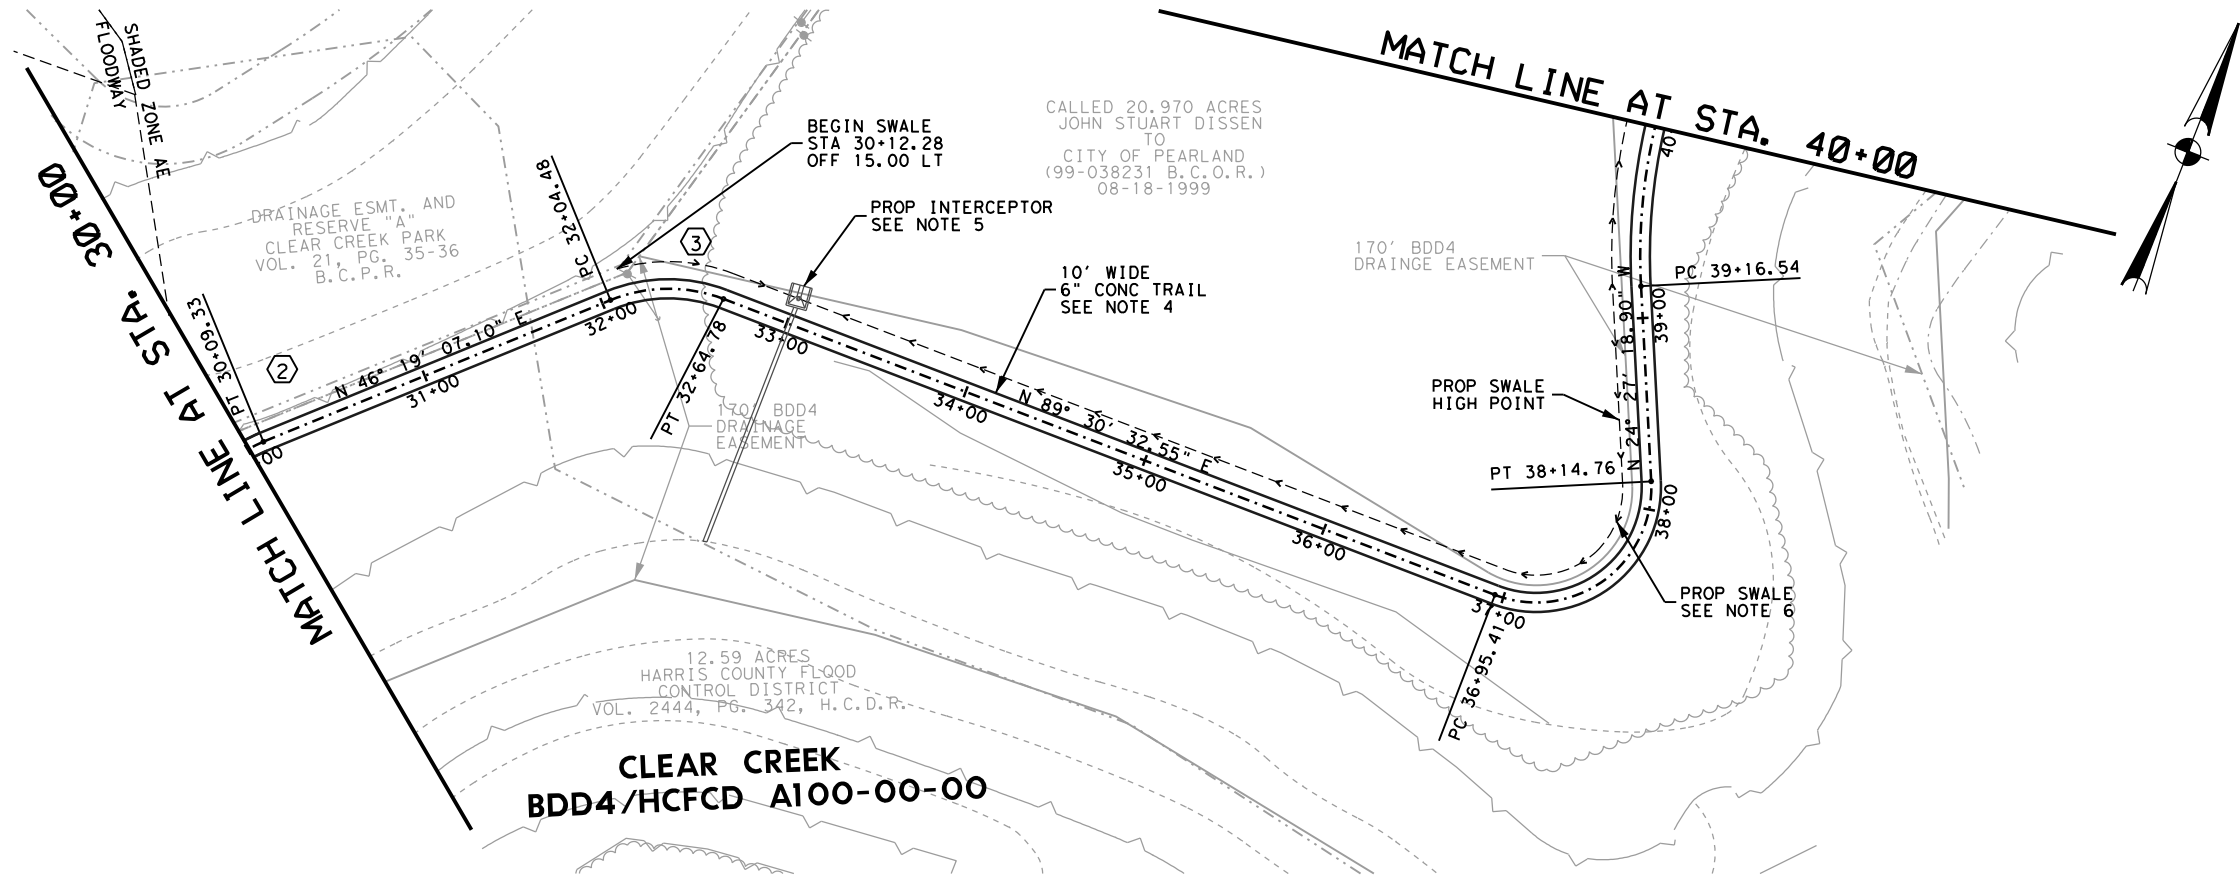 SHADED ZONE AE
FLOODWAY
MATCH LINE AT STA. 30+00
DRAINAGE ESMT. AND
RESERVE "A"
CLEAR CREEK PARK
VOL. 21, PG. 35-36
B.C.P.R.
PT 30+09.33
2
00
N 46° 19' 07.10" E
31+00
32+00
PC 32+04.48
BEGIN SWALE
STA 30+12.28
OFF 15.00 LT
3
PROP INTERCEPTOR
SEE NOTE 5
CALLED 20.970 ACRES
JOHN STUART DISSEN
TO
CITY OF PEARLAND
(99-038231 B.C.O.R.)
08-18-1999
10' WIDE
6" CONC TRAIL
SEE NOTE 4
PT 32+64.78
33+00
170' BDD4
DRAINAGE
EASEMENT
34+00
N 89° 30' 32.55" E
35+00
36+00
37+00
PC 36+95.41
MATCH LINE AT STA. 40+00
40
170' BDD4
DRAINGE EASEMENT
PC 39+16.54
39+00
N 24° 27' 18.90" W
PROP SWALE
HIGH POINT
PT 38+14.76
38+00
PROP SWALE
SEE NOTE 6
12.59 ACRES
HARRIS COUNTY FLOOD
CONTROL DISTRICT
VOL. 2444, PG. 342, H.C.D.R.
CLEAR CREEK
BDD4/HCFCD A100-00-00